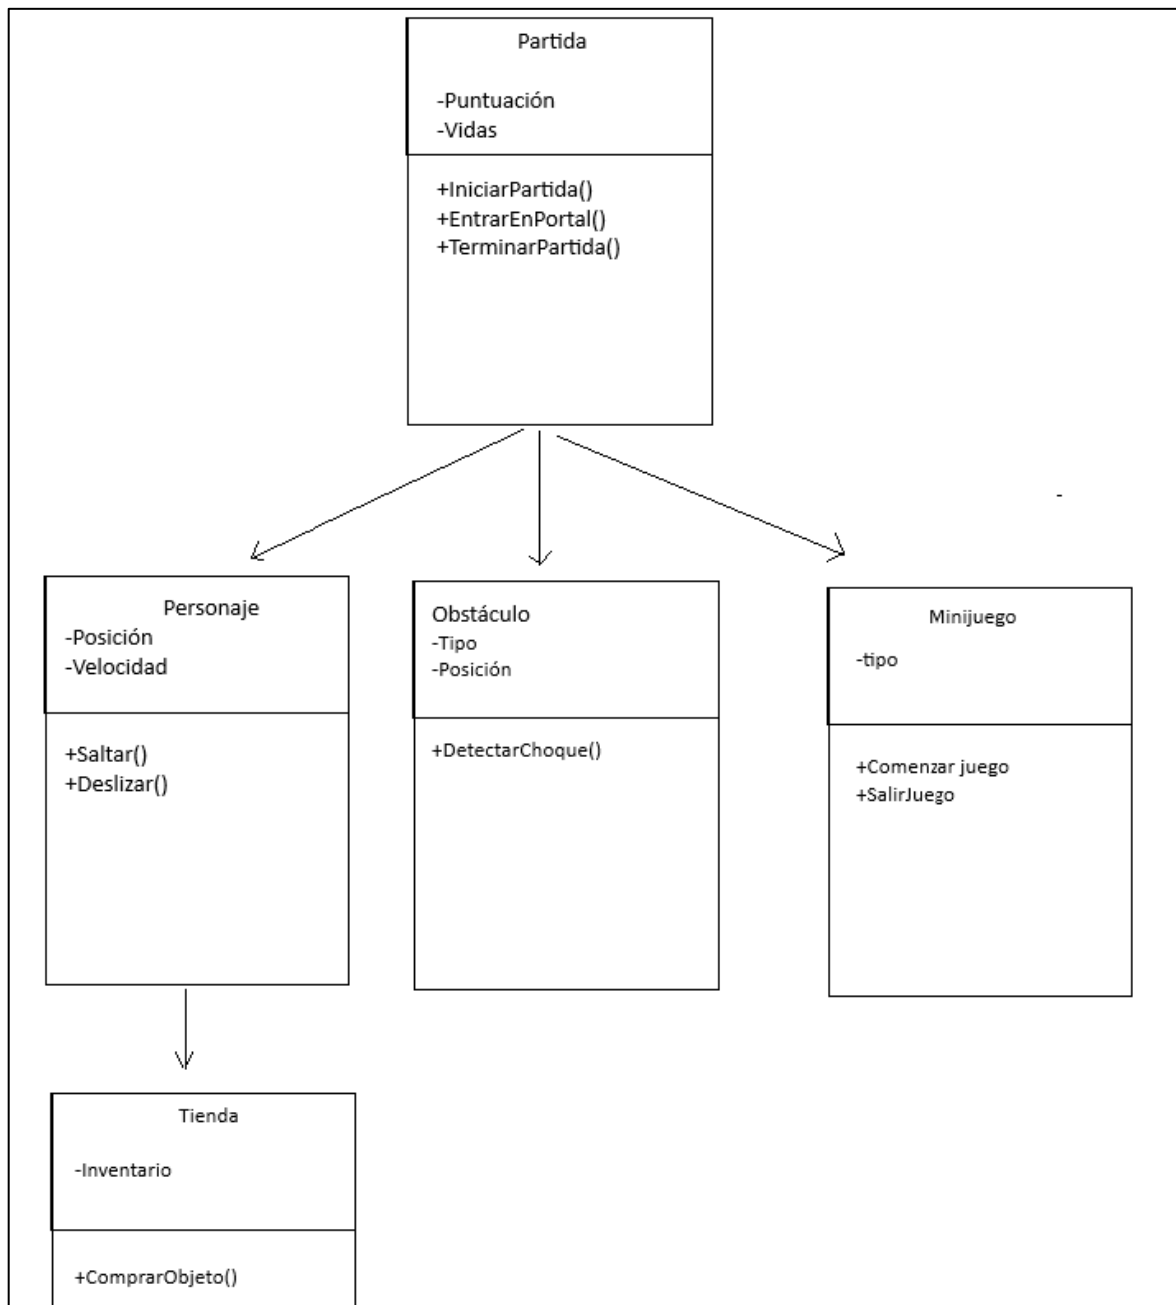 Partida
-Puntuación
-Vidas
+IniciarPartida()
+EntrarEnPortal()
+TerminarPartida()
-
Personaje
-Posición
-Velocidad
+Saltar()
+Deslizar()
Obstáculo
-Tipo
-Posición
+DetectarChoque()
Minijuego
-tipo
+Comenzar juego
+SalirJuego
Tienda
-Inventario
+ComprarObjeto()